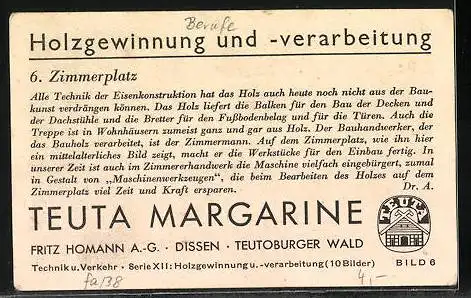 Berufe
Holzgewinnung und -verarbeitung
6. Zimmerplatz
Alle Technik der Eisenkonstruktion hat das Holz auch heute noch nicht aus der Bau-
kunst verdrängen können. Das Holz liefert die Balken für den Bau der Decken und
der Dachstühle und die Bretter für den Fußbodenbelag und für die Türen. Auch die
Treppe ist in Wohnhäusern zumeist ganz und gar aus Holz. Der Bauhandwerker, der
das Bauholz verarbeitet, ist der Zimmermann. Auf dem Zimmerplatz, wie ihn hier
ein mittelalterliches Bild zeigt, macht er die Werkstücke für den Einbau fertig. In
unserer Zeit ist auch im Zimmererhandwerk die Maschine vielfach eingebürgert, zumal
in Gestalt von „Maschinenwerkzeugen", die beim Bearbeiten des Holzes auf dem
Zimmerplatz viel Zeit und Kraft ersparen. Dr. A.
TEUTA MARGARINE
TEUTA
FRITZ HOMANN A.-G. · DISSEN · TEUTOBURGER WALD
Technik u. Verkehr · Serie XII: Holzgewinnung u. -verarbeitung (10 Bilder) BILD 6
fa/38 4,-